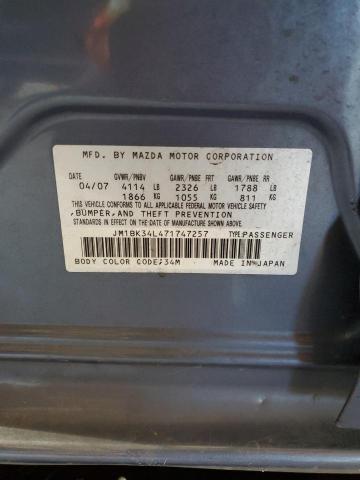 MFD. BY MAZDA MOTOR CORPORATION
DATE GVWR/PNBV GAWR/PNBE FRT GAWR/PNBE RR
04/07 4114 LB 2326 LB 1788 LB
1866 KG 1055 KG 811 KG
THIS VEHICLE CONFORMS TO ALL APPLICABLE FEDERAL MOTOR VEHICLE SAFETY
,BUMPER,AND THEFT PREVENTION
STANDARDS IN EFFECT ON THE DATE OF MANUFACTURE SHOWN ABOVE.
JM1BK34L471747257 TYPE:PASSENGER
BODY COLOR CODE:34M MADE IN JAPAN